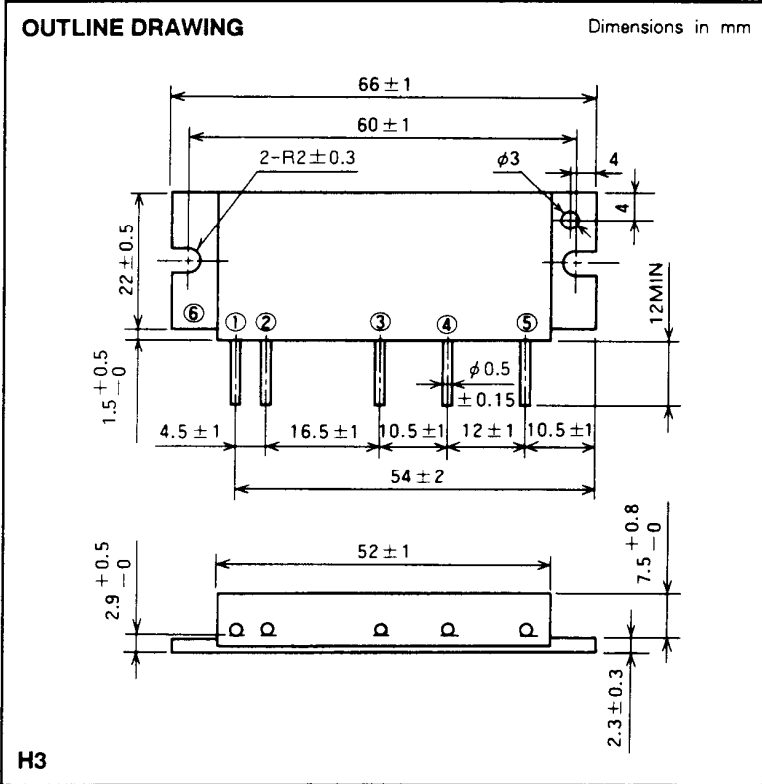 OUTLINE DRAWING
Dimensions in mm
66±1
60±1
2-R2±0.3
φ3
4
4
22±0.5
12MIN
⑥
①
②
③
④
⑤
1.5 +0.5 −0
φ0.5
±0.15
4.5±1
16.5±1
10.5±1
12±1
10.5±1
54±2
52±1
2.9 +0.5 −0
7.5 +0.8 −0
2.3±0.3
H3